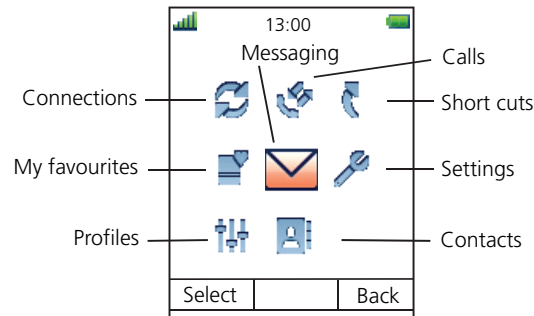 13:00
Messaging
Calls
Connections
Short cuts
My favourites
Settings
Profiles
Contacts
Select
Back